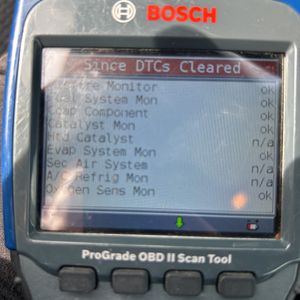 BOSCH
Since DTCs Cleared
Monitor ok
System Mon ok
Component ok
Catalyst Mon ok
Htd Catalyst n/a
Evap System Mon ok
Sec Air System n/a
A/C Refrig Mon n/a
Oxygen Sens Mon ok
ProGrade OBD II Scan Tool